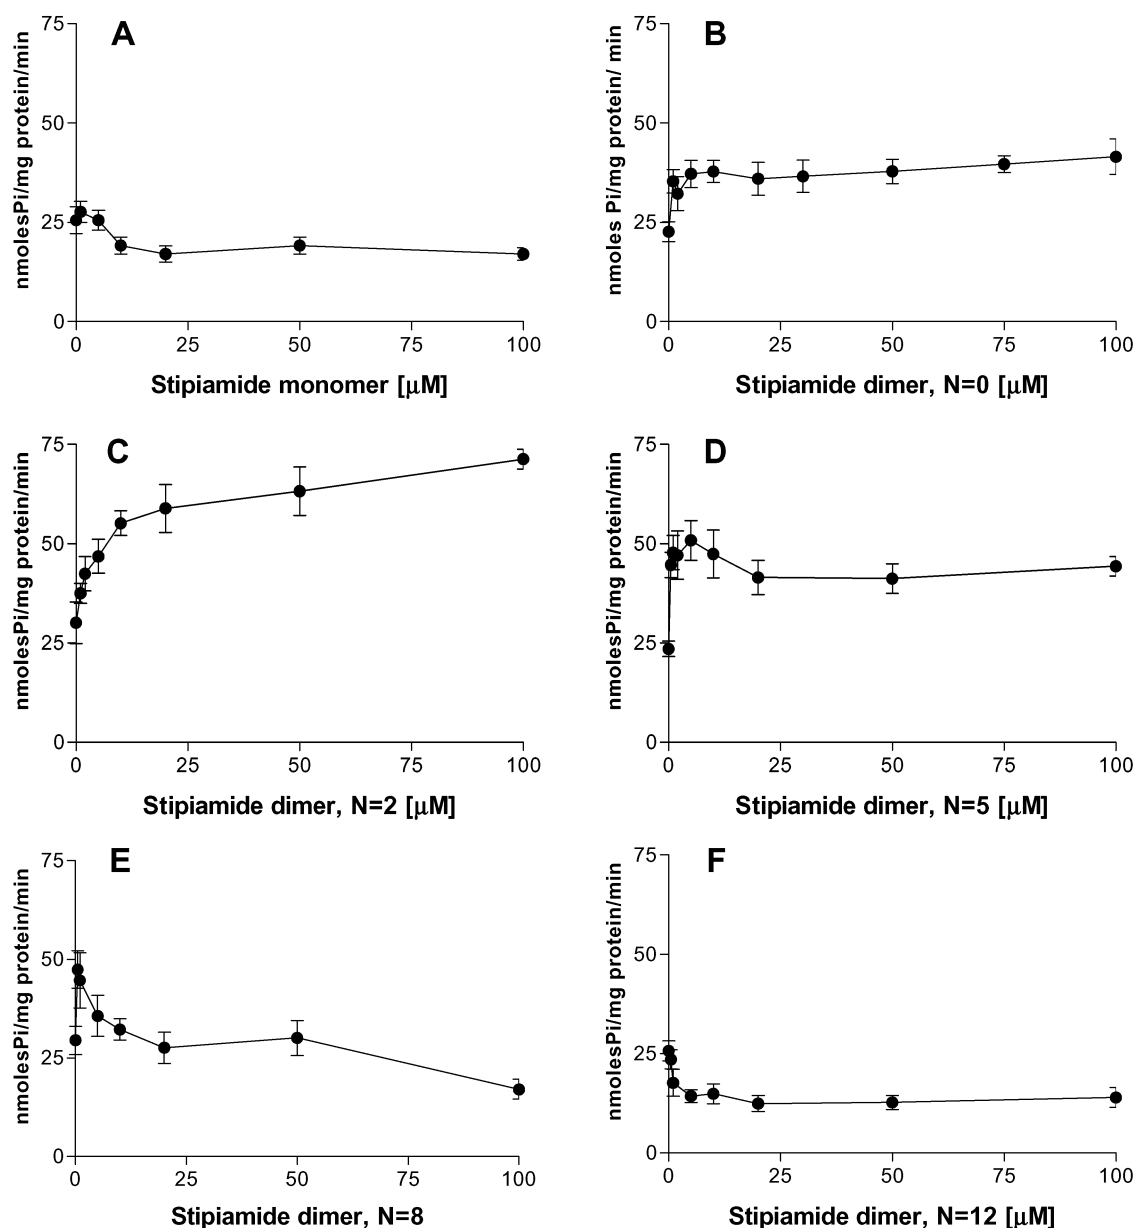 A
nmolesPi/mg protein/min
75
50
25
0
0 25 50 75 100
Stipiamide monomer [μM]
B
nmoles Pi/mg protein/ min
75
50
25
0
0 25 50 75 100
Stipiamide dimer, N=0 [μM]
C
nmolesPi/mg protein/min
75
50
25
0
0 25 50 75 100
Stipiamide dimer, N=2 [μM]
D
nmolesPi/mg protein/min
75
50
25
0
0 25 50 75 100
Stipiamide dimer, N=5 [μM]
E
nmolesPi/mg protein/min
75
50
25
0
0 25 50 75 100
Stipiamide dimer, N=8
F
nmolesPi/mg protein/min
75
50
25
0
0 25 50 75 100
Stipiamide dimer, N=12 [μM]